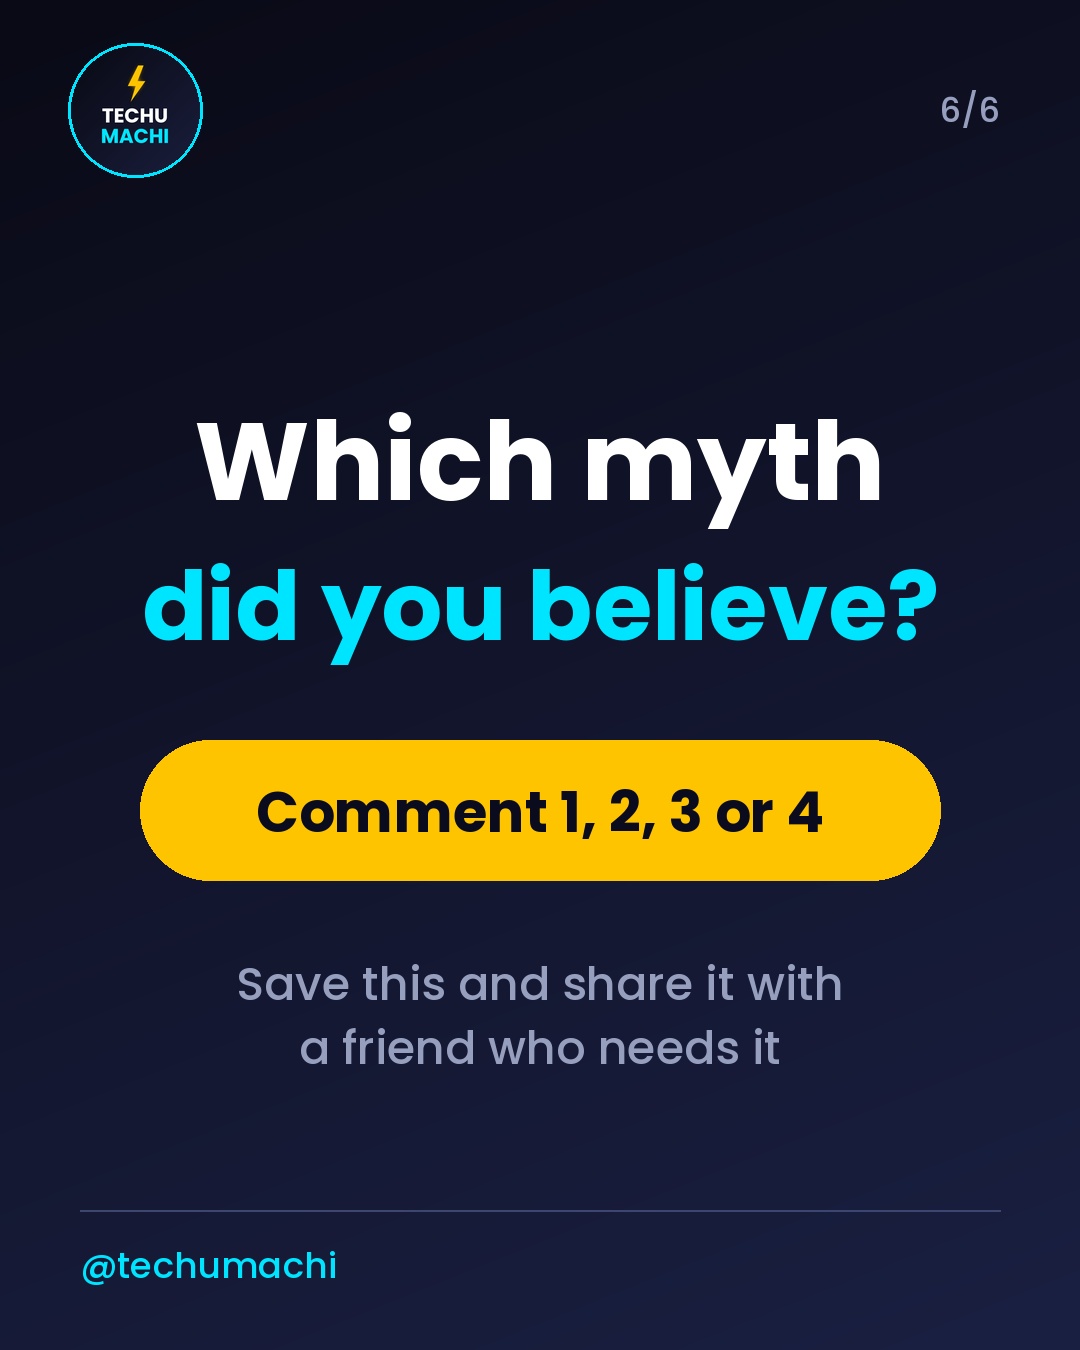 TECHU
MACHI
6/6
Which myth
did you believe?
Comment 1, 2, 3 or 4
Save this and share it with
a friend who needs it
@techumachi